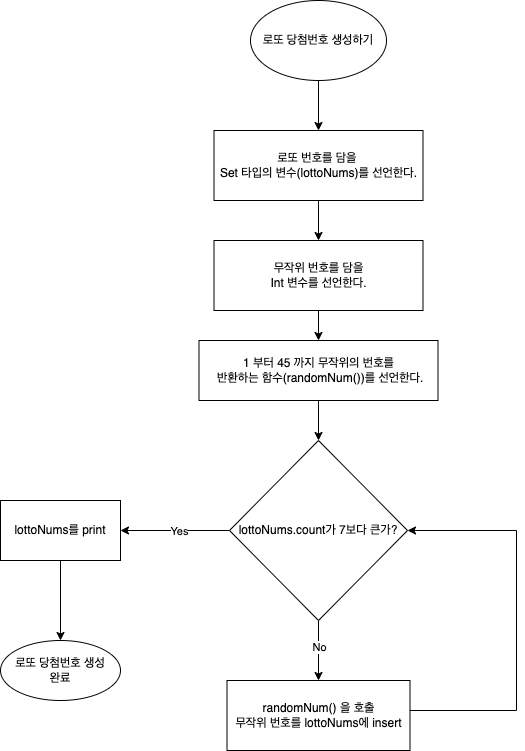 로또 당첨번호 생성하기
로또 번호를 담을
Set 타입의 변수(lottoNums)를 선언한다.
무작위 번호를 담을
Int 변수를 선언한다.
1 부터 45 까지 무작위의 번호를
반환하는 함수(randomNum())를 선언한다.
lottoNums.count가 7보다 큰가?
Yes
lottoNums를 print
로또 당첨번호 생성
완료
No
randomNum() 을 호출
무작위 번호를 lottoNums에 insert